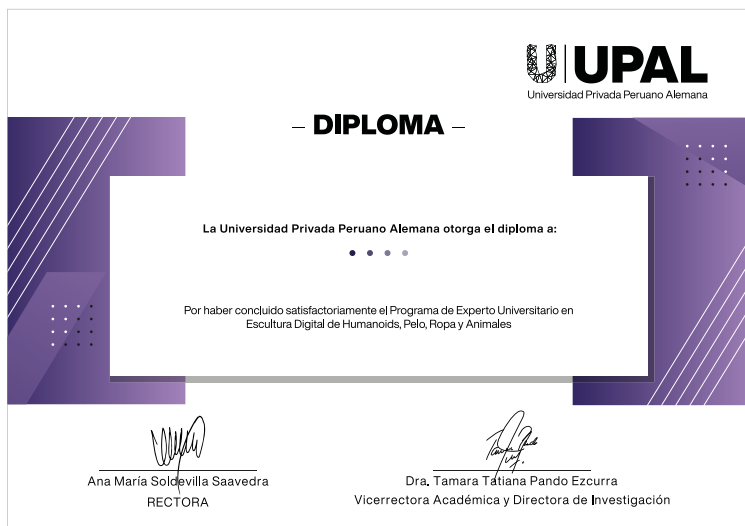 UPAL
Universidad Privada Peruano Alemana
– DIPLOMA –
La Universidad Privada Peruano Alemana otorga el diploma a:
Por haber concluido satisfactoriamente el Programa de Experto Universitario en
Escultura Digital de Humanoids, Pelo, Ropa y Animales
Ana María Soldevilla Saavedra
RECTORA
Dra. Tamara Tatiana Pando Ezcurra
Vicerrectora Académica y Directora de Investigación